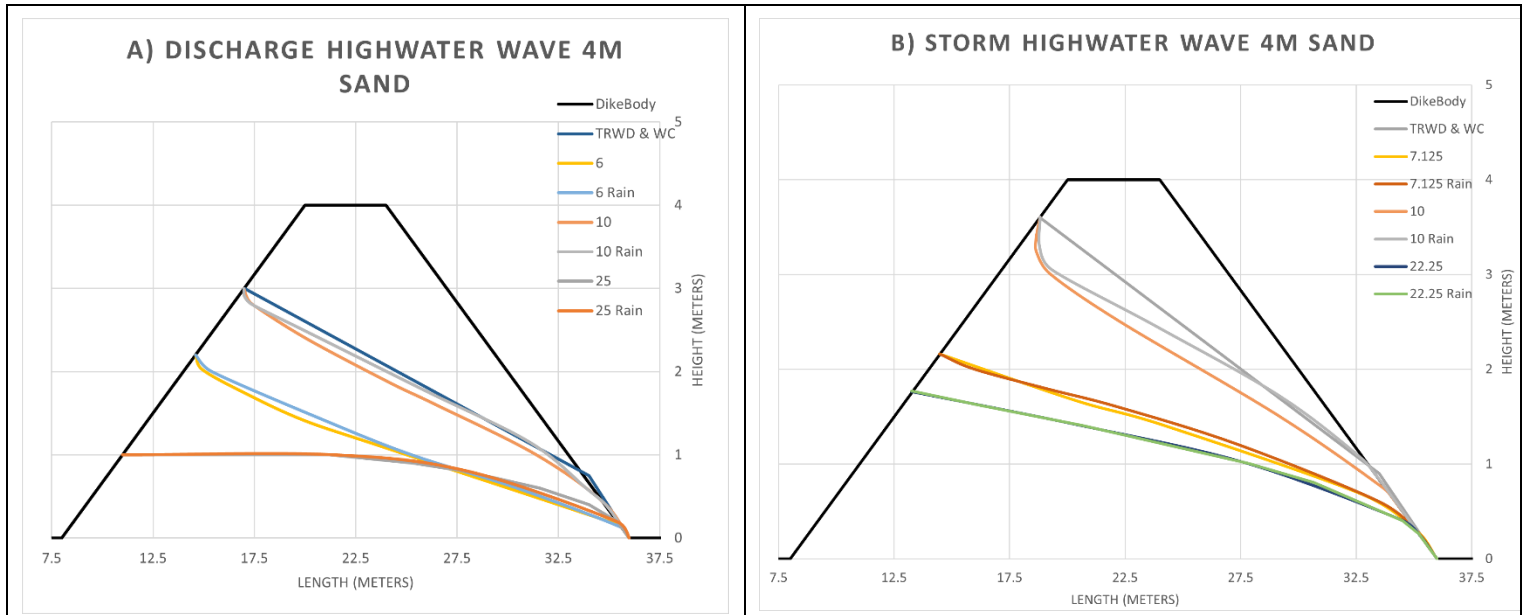 A) DISCHARGE HIGHWATER WAVE 4M
SAND
DikeBody
TRWD & WC
6
6 Rain
10
10 Rain
25
25 Rain
5
4
3
2
1
0
HEIGHT (METERS)
7.5 12.5 17.5 22.5 27.5 32.5 37.5
LENGTH (METERS)
B) STORM HIGHWATER WAVE 4M SAND
DikeBody
TRWD & WC
7.125
7.125 Rain
10
10 Rain
22.25
22.25 Rain
5
4
3
2
1
0
HEIGHT (METERS)
7.5 12.5 17.5 22.5 27.5 32.5 37.5
LENGTH (METERS)